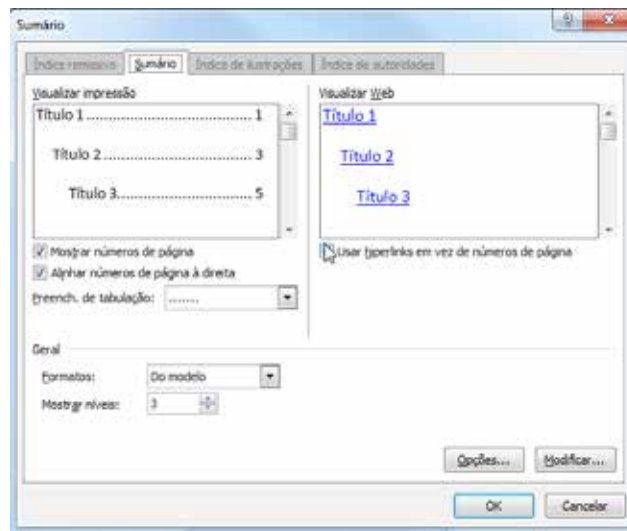 Sumário
Índice remissivo Sumário Índice de ilustrações Índice de autoridades
Visualizar impressão
Título 1.................................... 1
Título 2............................. 3
Título 3.......................... 5
Visualizar Web
Título 1
Título 2
Título 3
Mostrar números de página
Alinhar números de página à direita
Preench. de tabulação: .......
Usar hiperlinks em vez de números de página
Geral
Formatos: Do modelo
Mostrar níveis: 3
Opções... Modificar...
OK Cancelar